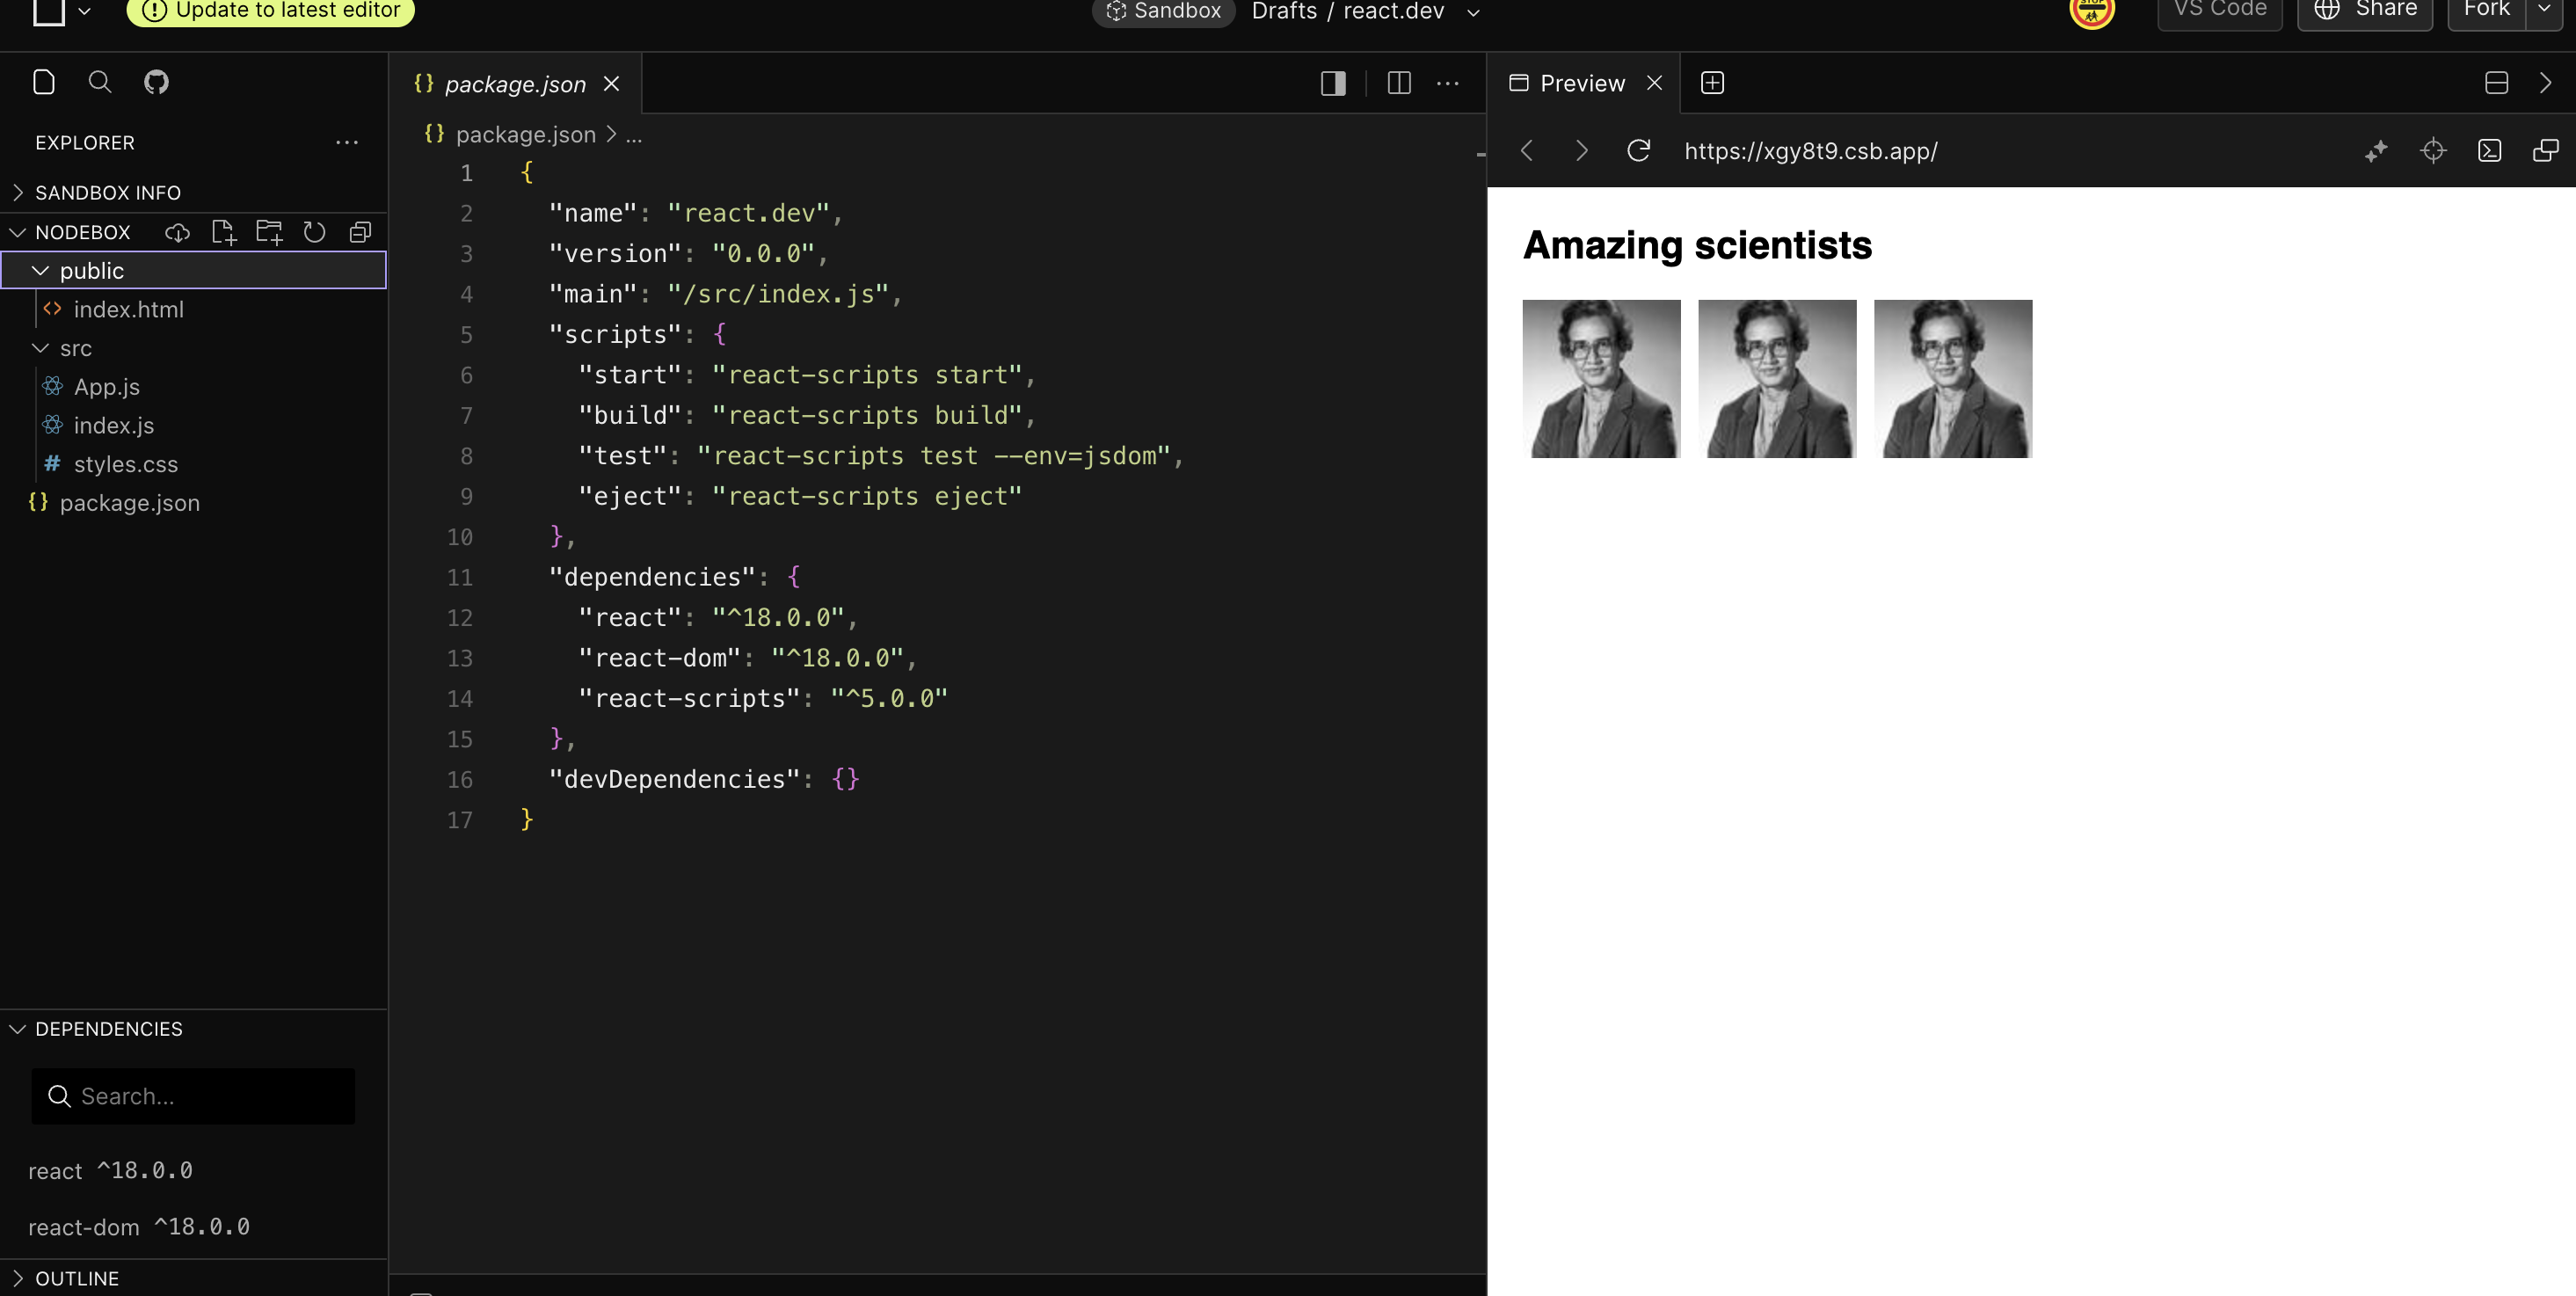 Update to latest editor
Sandbox Drafts / react.dev
STOP
VS Code
Share
Fork
EXPLORER
SANDBOX INFO
NODEBOX
public
index.html
src
App.js
index.js
styles.css
package.json
DEPENDENCIES
Search...
react ^18.0.0
react-dom ^18.0.0
OUTLINE
package.json
package.json > ...
1 {
2 "name": "react.dev",
3 "version": "0.0.0",
4 "main": "/src/index.js",
5 "scripts": {
6 "start": "react-scripts start",
7 "build": "react-scripts build",
8 "test": "react-scripts test --env=jsdom",
9 "eject": "react-scripts eject"
10 },
11 "dependencies": {
12 "react": "^18.0.0",
13 "react-dom": "^18.0.0",
14 "react-scripts": "^5.0.0"
15 },
16 "devDependencies": {}
17 }
Preview
https://xgy8t9.csb.app/
Amazing scientists